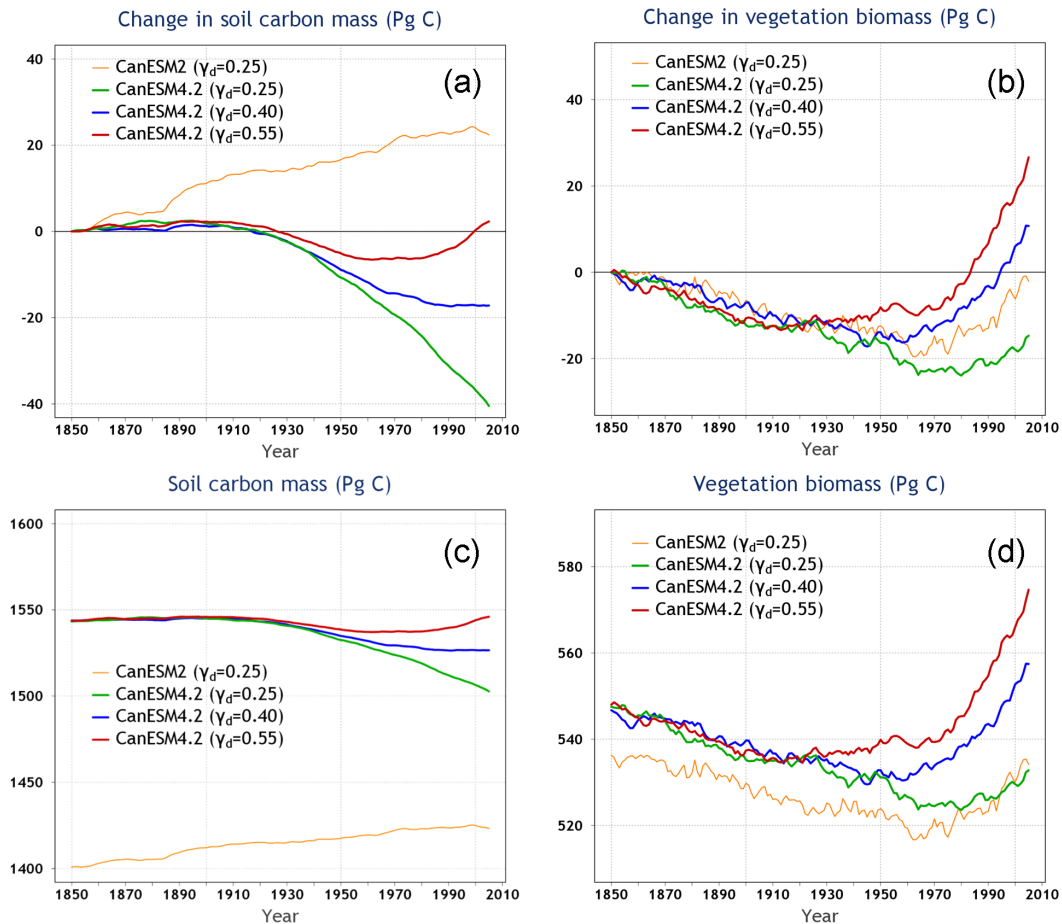 Change in soil carbon mass (Pg C)
CanESM2 (γd=0.25)
CanESM4.2 (γd=0.25)
CanESM4.2 (γd=0.40)
CanESM4.2 (γd=0.55)
(a)
40
20
0
-20
-40
1850 1870 1890 1910 1930 1950 1970 1990 2010
Year
Change in vegetation biomass (Pg C)
CanESM2 (γd=0.25)
CanESM4.2 (γd=0.25)
CanESM4.2 (γd=0.40)
CanESM4.2 (γd=0.55)
(b)
40
20
0
-20
1850 1870 1890 1910 1930 1950 1970 1990 2010
Year
Soil carbon mass (Pg C)
(c)
1600
1550
1500
1450
1400
CanESM2 (γd=0.25)
CanESM4.2 (γd=0.25)
CanESM4.2 (γd=0.40)
CanESM4.2 (γd=0.55)
1850 1870 1890 1910 1930 1950 1970 1990 2010
Year
Vegetation biomass (Pg C)
CanESM2 (γd=0.25)
CanESM4.2 (γd=0.25)
CanESM4.2 (γd=0.40)
CanESM4.2 (γd=0.55)
(d)
580
560
540
520
1850 1870 1890 1910 1930 1950 1970 1990 2010
Year